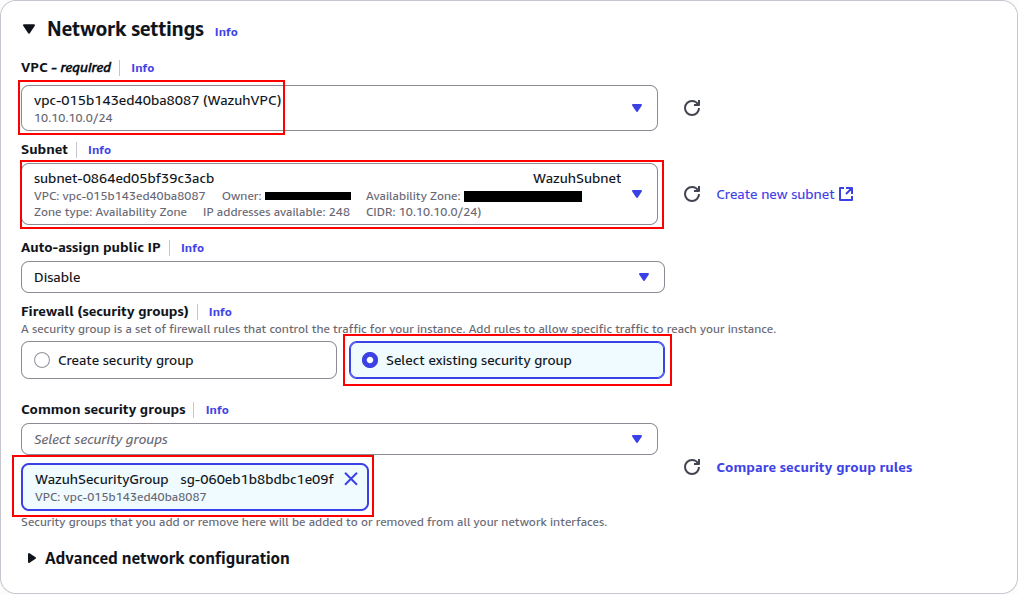 Network settings Info
VPC – required Info
vpc-015b143ed40ba8087 (WazuhVPC)
10.10.10.0/24
Subnet Info
subnet-0864ed05bf39c3acb WazuhSubnet
VPC: vpc-015b143ed40ba8087 Owner: Availability Zone:
Zone type: Availability Zone IP addresses available: 248 CIDR: 10.10.10.0/24)
Create new subnet
Auto-assign public IP Info
Disable
Firewall (security groups) Info
A security group is a set of firewall rules that control the traffic for your instance. Add rules to allow specific traffic to reach your instance.
Create security group Select existing security group
Common security groups Info
Select security groups
WazuhSecurityGroup sg-060eb1b8bdbc1e09f
VPC: vpc-015b143ed40ba8087
Compare security group rules
Security groups that you add or remove here will be added to or removed from all your network interfaces.
Advanced network configuration